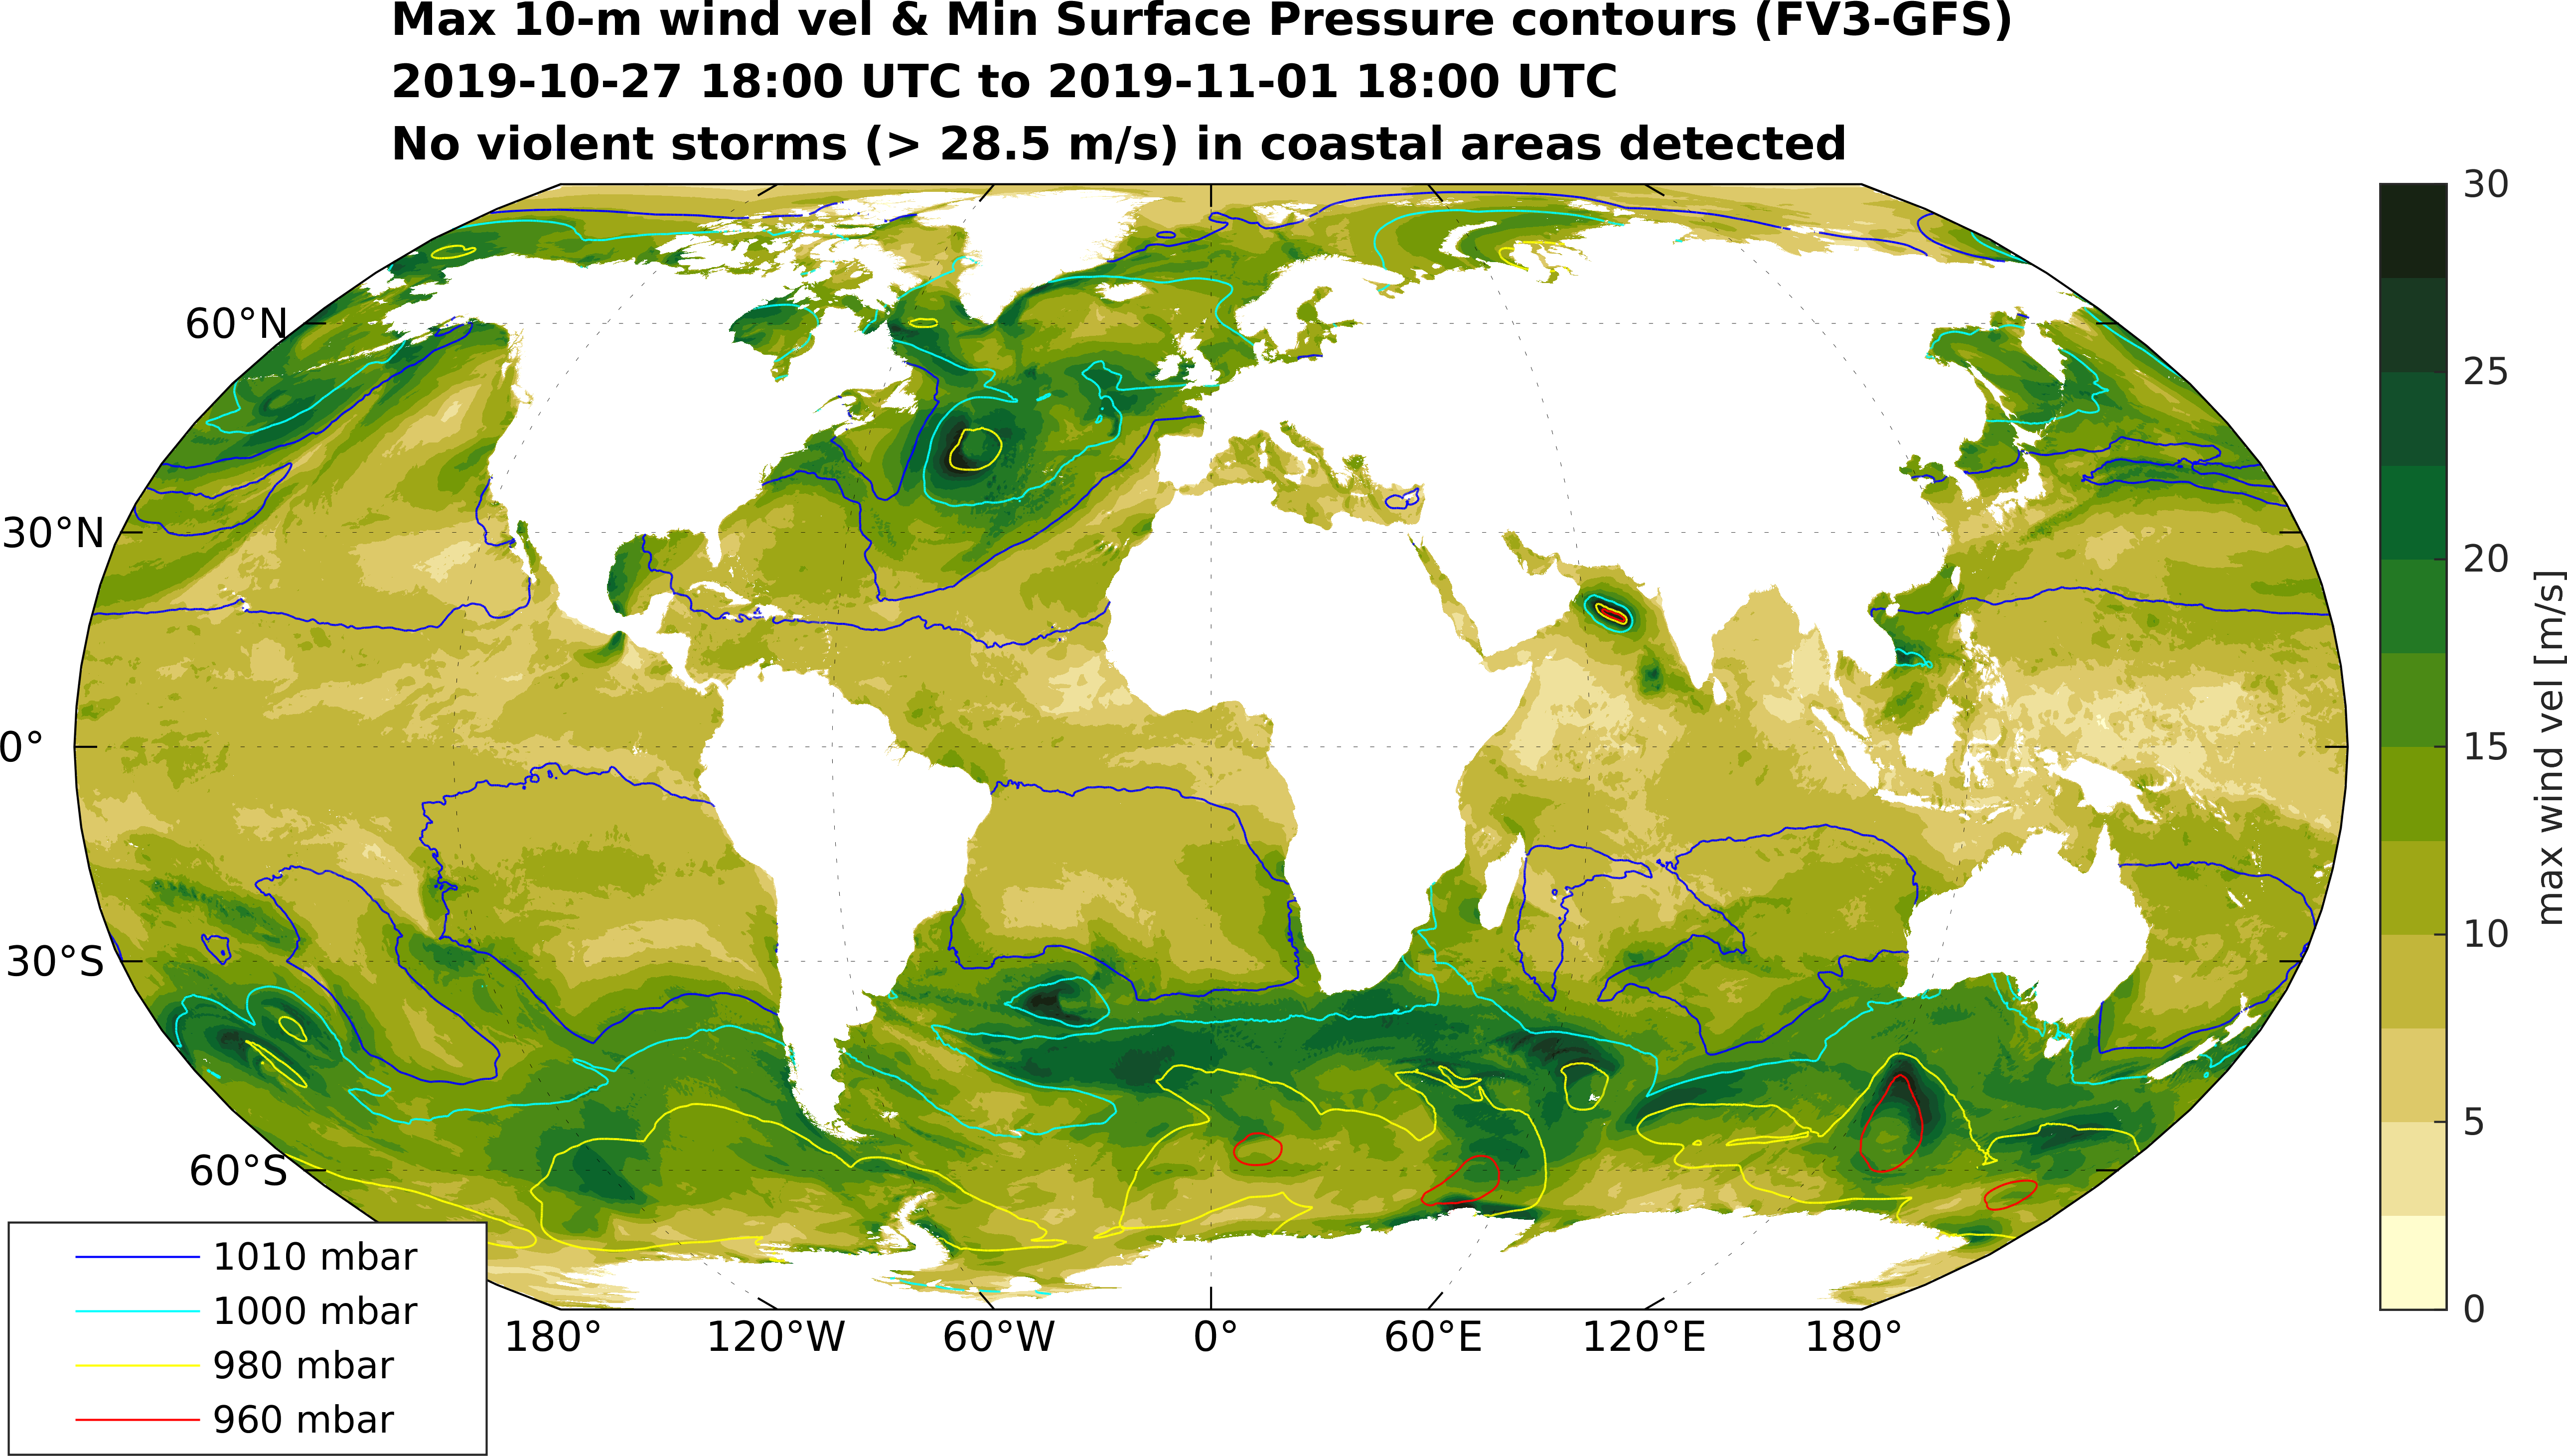 Max 10-m wind vel & Min Surface Pressure contours (FV3-GFS)
2019-10-27 18:00 UTC to 2019-11-01 18:00 UTC
No violent storms (> 28.5 m/s) in coastal areas detected
60°N
30°N
0°
30°S
60°S
180°
120°W
60°W
0°
60°E
120°E
180°
1010 mbar
1000 mbar
980 mbar
960 mbar
30
25
20
15
10
5
0
max wind vel [m/s]